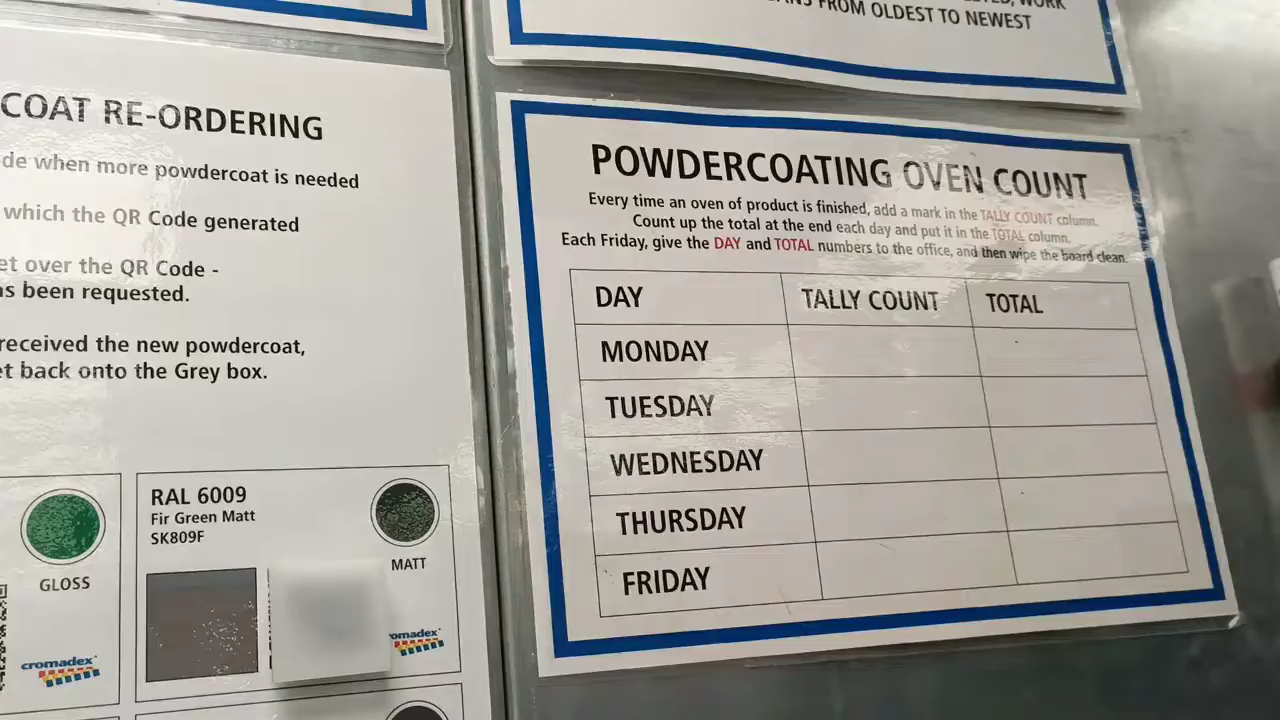 FROM OLDEST TO NEWEST
COAT RE-ORDERING
when more powdercoat is needed
which the QR Code generated
over the QR Code -
been requested.
received the new powdercoat,
back onto the Grey box.
GLOSS
cromadex
RAL 6009
Fir Green Matt
SK809F
MATT
POWDERCOATING OVEN COUNT
Every time an oven of product is finished, add a mark in the TALLY COUNT column.
Count up the total at the end each day and put it in the TOTAL column.
Each Friday, give the DAY and TOTAL numbers to the office, and then wipe the board clean.
DAY TALLY COUNT TOTAL
MONDAY
TUESDAY
WEDNESDAY
THURSDAY
FRIDAY